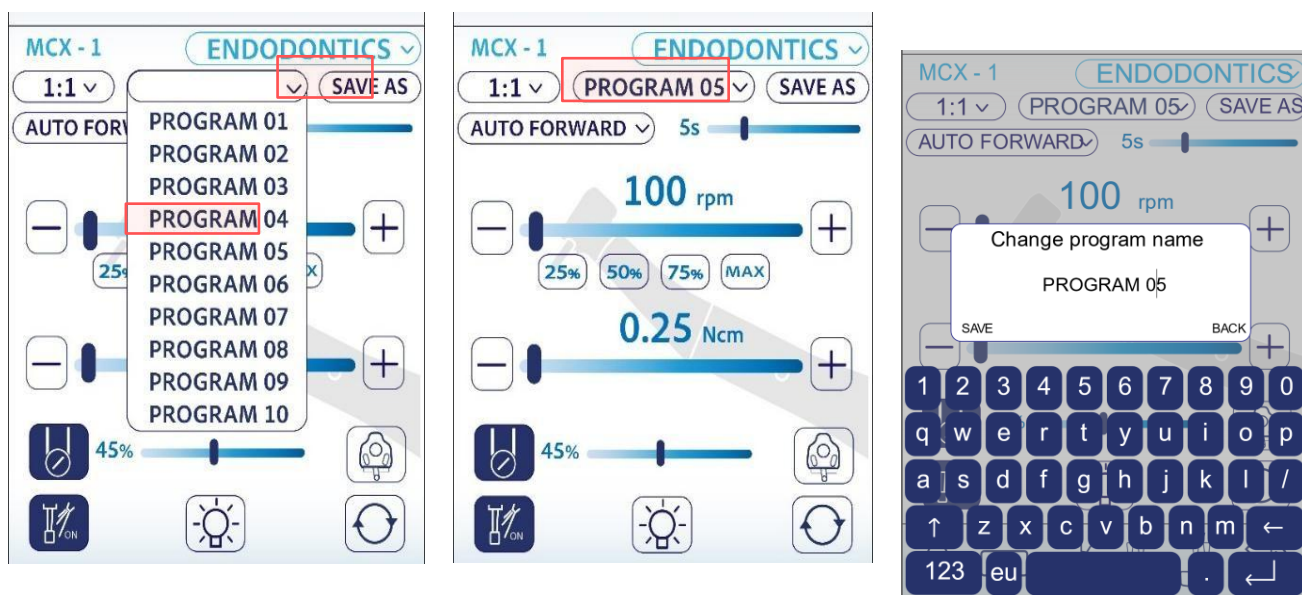 MCX - 1 ENDODONTICS
1:1 SAVE AS
AUTO FORW
PROGRAM 01
PROGRAM 02
PROGRAM 03
PROGRAM 04
PROGRAM 05
PROGRAM 06
PROGRAM 07
PROGRAM 08
PROGRAM 09
PROGRAM 10
25%
X
45%
ON
MCX - 1 ENDODONTICS
1:1 PROGRAM 05 SAVE AS
AUTO FORWARD 5s
100 rpm
25% 50% 75% MAX
0.25 Ncm
45%
ON
MCX - 1 ENDODONTICS
1:1 PROGRAM 05 SAVE AS
AUTO FORWARD 5s
100 rpm
Change program name
PROGRAM 05
SAVE BACK
1 2 3 4 5 6 7 8 9 0
q w e r t y u i o p
a s d f g h j k l /
↑ z x c v b n m ←
123 eu .